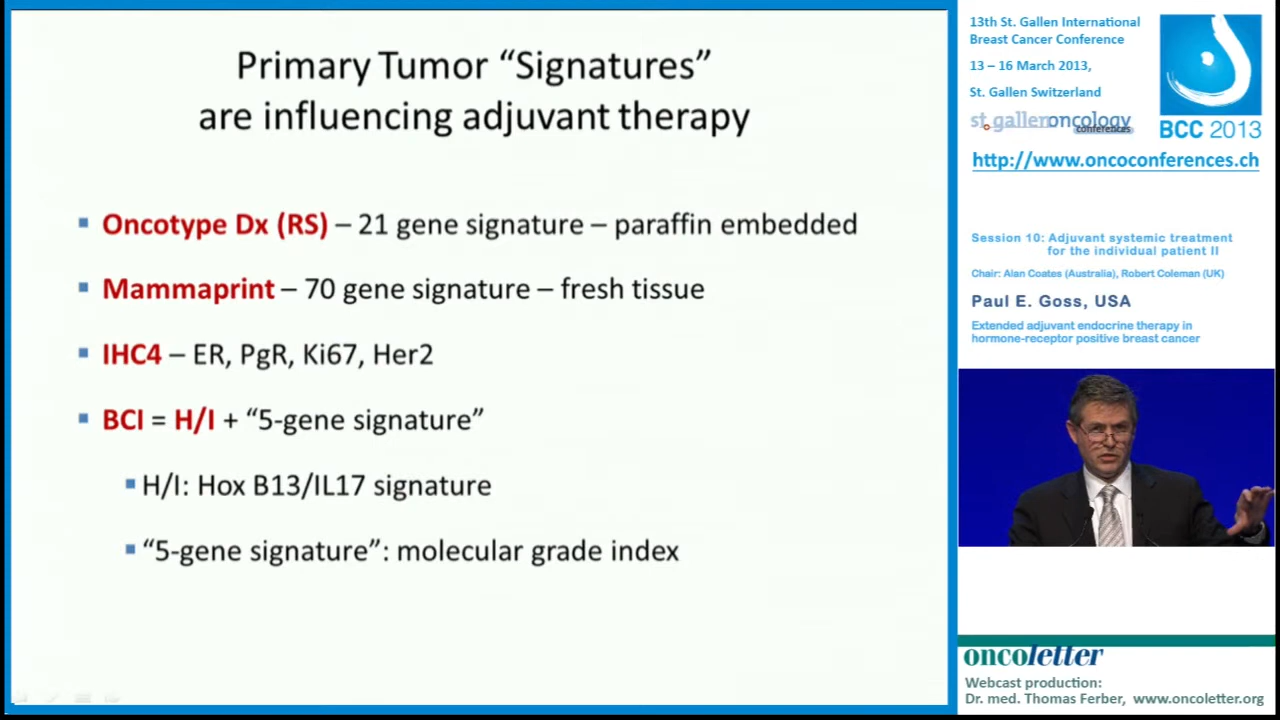 Primary Tumor “Signatures”
are influencing adjuvant therapy
Oncotype Dx (RS) – 21 gene signature – paraffin embedded
Mammaprint – 70 gene signature – fresh tissue
IHC4 – ER, PgR, Ki67, Her2
BCI = H/I + “5-gene signature”
H/I: Hox B13/IL17 signature
“5-gene signature”: molecular grade index
13th St. Gallen International
Breast Cancer Conference
13 – 16 March 2013,
St. Gallen Switzerland
st.gallenoncology
conferences
BCC 2013
http://www.oncoconferences.ch
Session 10: Adjuvant systemic treatment
for the individual patient II
Chair: Alan Coates (Australia), Robert Coleman (UK)
Paul E. Goss, USA
Extended adjuvant endocrine therapy in
hormone-receptor positive breast cancer
oncoletter
Webcast production:
Dr. med. Thomas Ferber, www.oncoletter.org